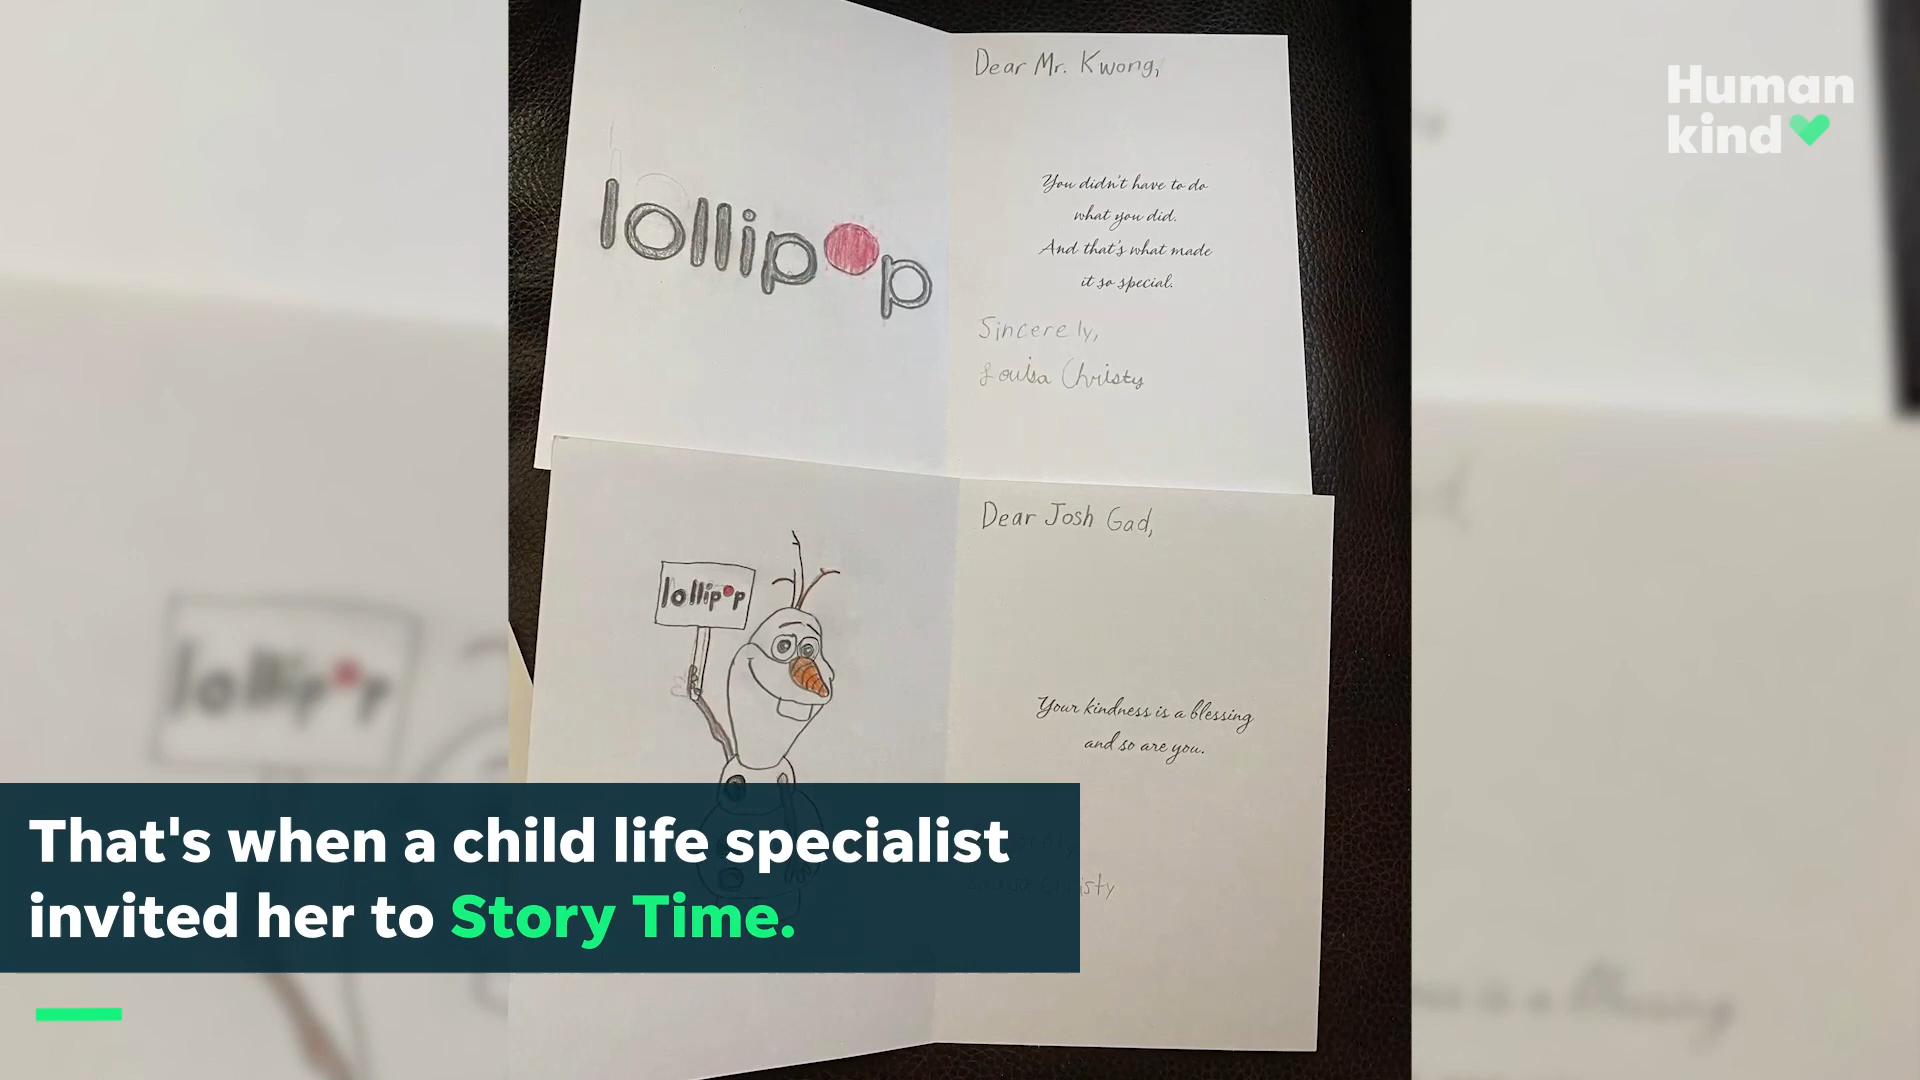 Human
kind
Dear Mr. Kwong,
lollipop
You didn't have to do
what you did.
And that's what made
it so special.
Sincerely,
Louisa Christy
Dear Josh Gad,
lollipop
Your kindness is a blessing
and so are you.
That's when a child life specialist
invited her to Story Time.